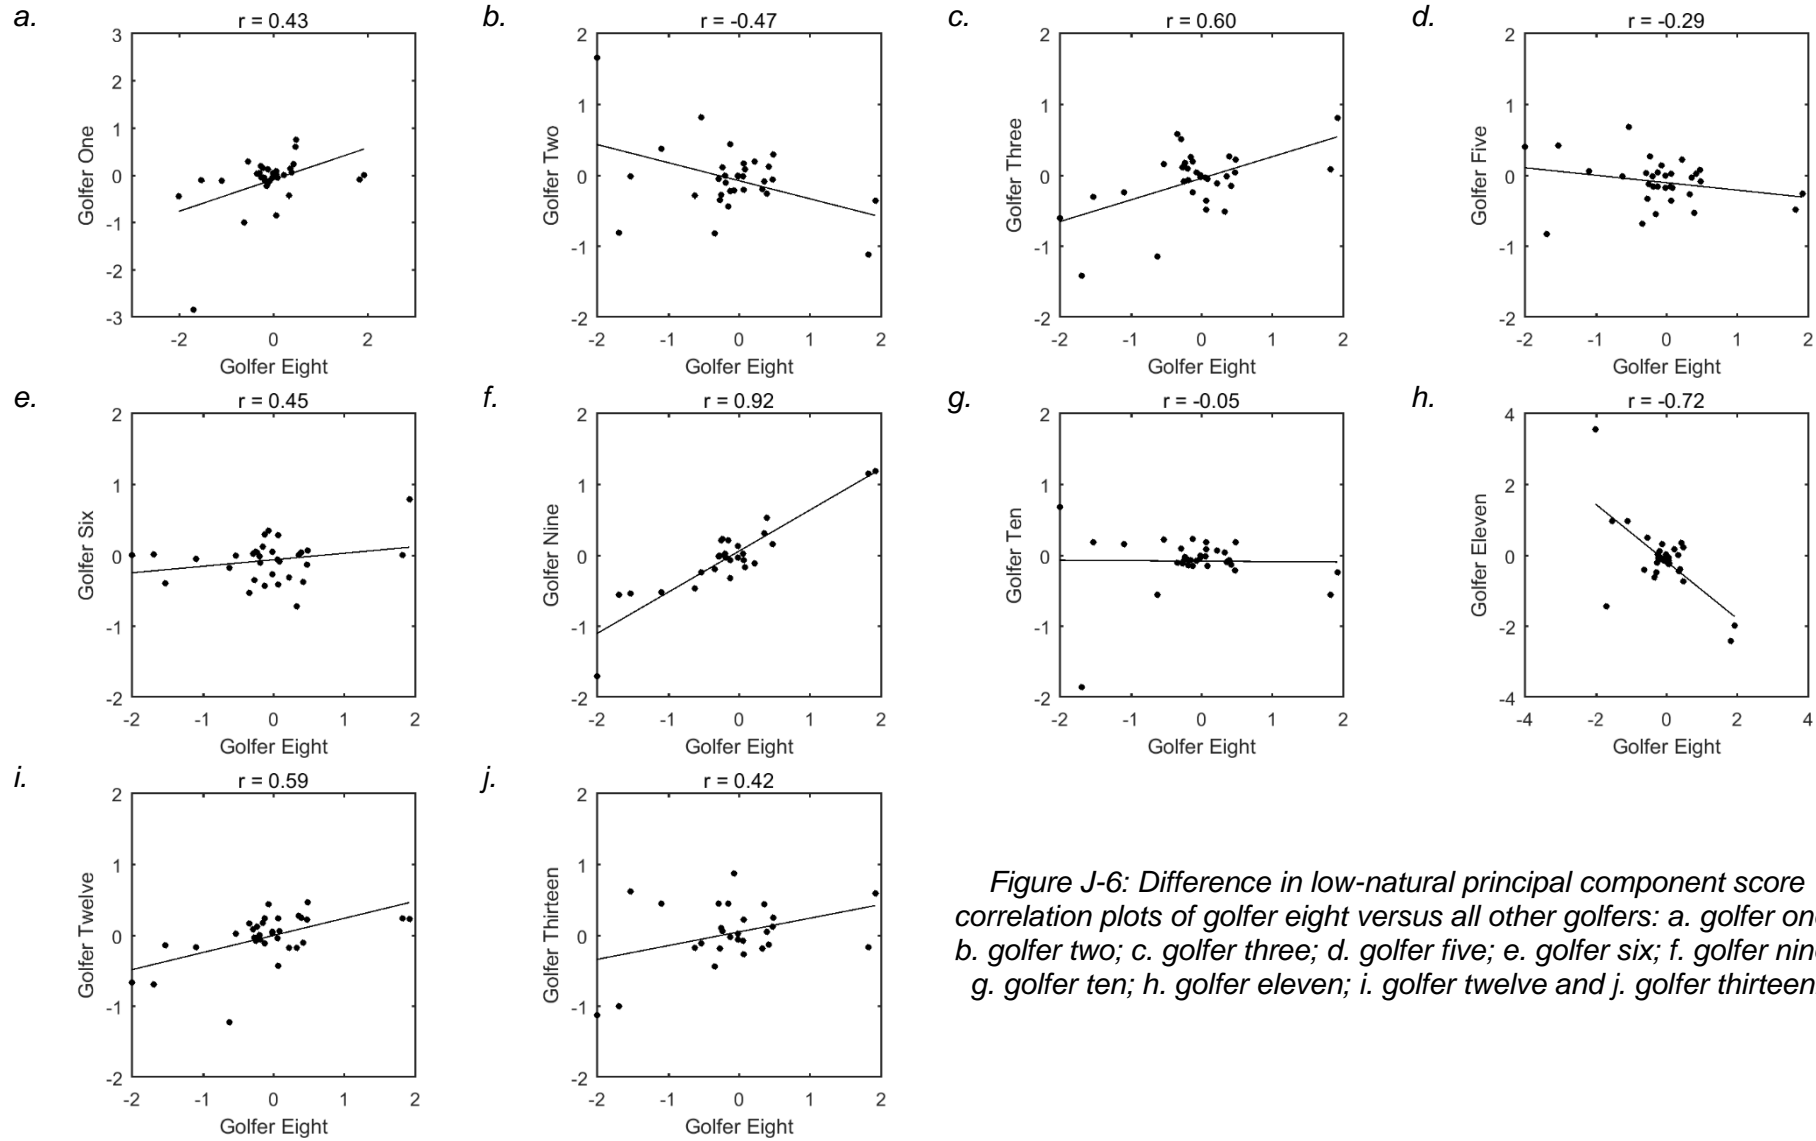 a.
r = 0.43
3
2
1
0
-1
-2
-3
-2
0
2
Golfer One
Golfer Eight
b.
r = -0.47
2
1
0
-1
-2
-2
-1
0
1
2
Golfer Two
Golfer Eight
c.
r = 0.60
2
1
0
-1
-2
-2
-1
0
1
2
Golfer Three
Golfer Eight
d.
r = -0.29
2
1
0
-1
-2
-2
-1
0
1
2
Golfer Five
Golfer Eight
e.
r = 0.45
2
1
0
-1
-2
-2
-1
0
1
2
Golfer Six
Golfer Eight
f.
r = 0.92
2
1
0
-1
-2
-2
-1
0
1
2
Golfer Nine
Golfer Eight
g.
r = -0.05
2
1
0
-1
-2
-2
-1
0
1
2
Golfer Ten
Golfer Eight
h.
r = -0.72
4
2
0
-2
-4
-4
-2
0
2
4
Golfer Eleven
Golfer Eight
i.
r = 0.59
2
1
0
-1
-2
-2
-1
0
1
2
Golfer Twelve
Golfer Eight
j.
r = 0.42
2
1
0
-1
-2
-2
-1
0
1
2
Golfer Thirteen
Golfer Eight
Figure J-6: Difference in low-natural principal component score
correlation plots of golfer eight versus all other golfers: a. golfer
b. golfer two; c. golfer three; d. golfer five; e. golfer six; f. golfer
g. golfer ten; h. golfer eleven; i. golfer twelve and j. golfer thirteen